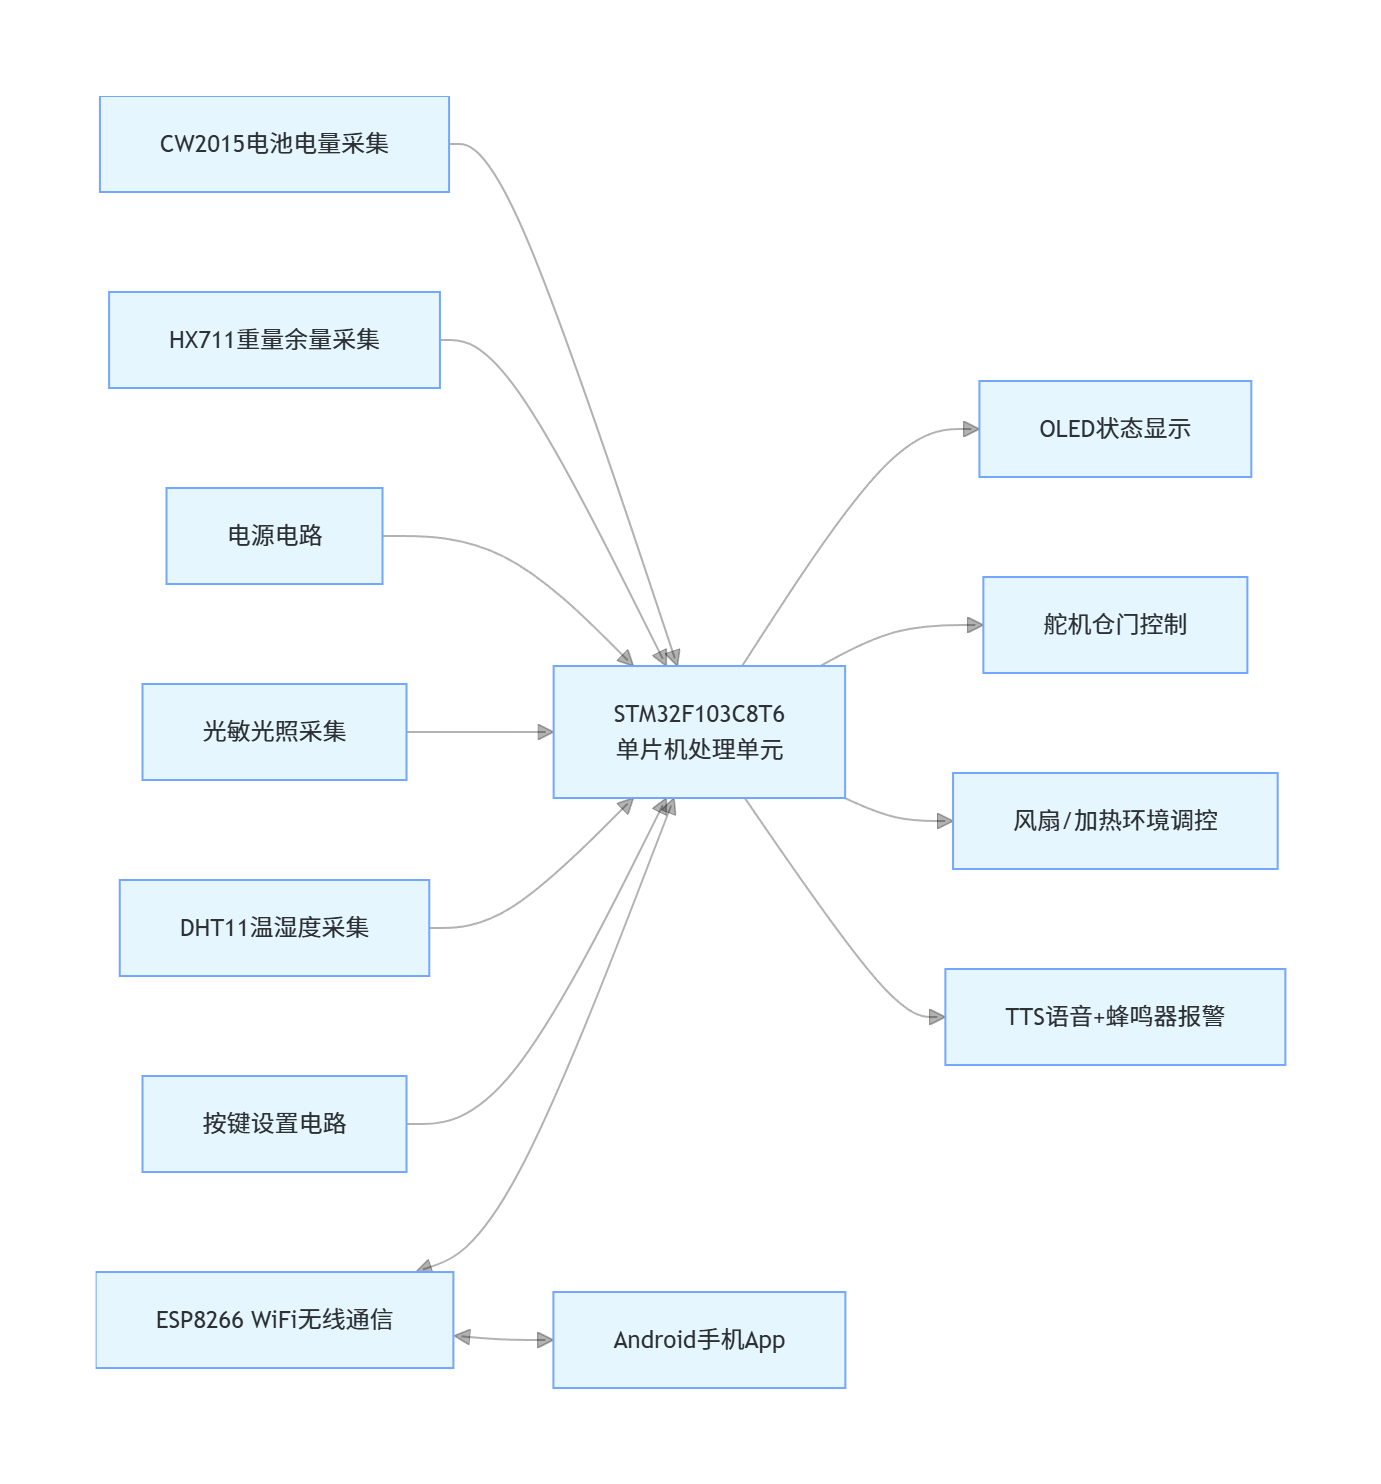 CW2015电池电量采集
HX711重量余量采集
电源电路
光敏光照采集
DHT11温湿度采集
按键设置电路
ESP8266 WiFi无线通信
STM32F103C8T6
单片机处理单元
Android手机App
OLED状态显示
舵机仓门控制
风扇/加热环境调控
TTS语音+蜂鸣器报警